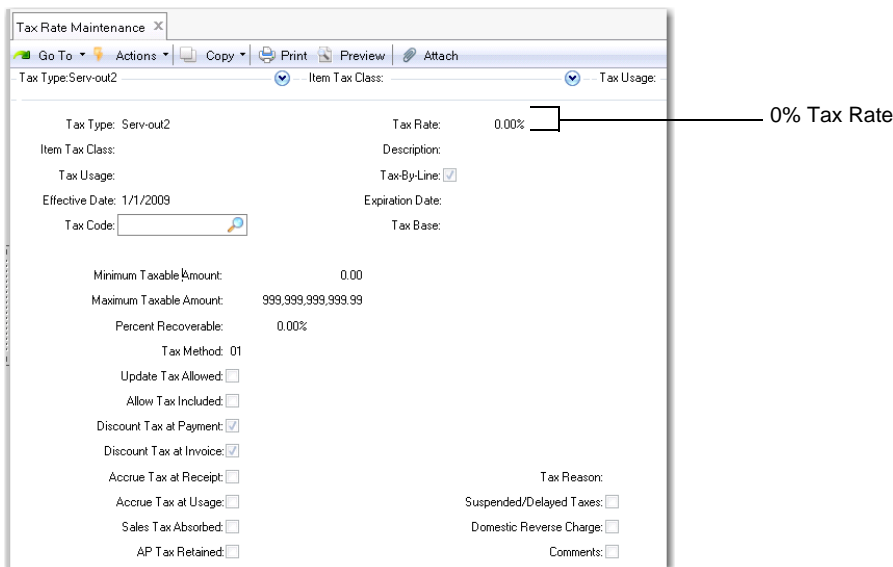 Tax Rate Maintenance X
Go To Actions Copy Print Preview Attach
Tax Type:Serv-out2 Item Tax Class: Tax Usage:
Tax Type: Serv-out2 Tax Rate: 0.00% 0% Tax Rate
Item Tax Class: Description:
Tax Usage: Tax-By-Line:
Effective Date: 1/1/2009 Expiration Date:
Tax Code: Tax Base:
Minimum Taxable Amount: 0.00
Maximum Taxable Amount: 999,999,999,999.99
Percent Recoverable: 0.00%
Tax Method: 01
Update Tax Allowed:
Allow Tax Included:
Discount Tax at Payment:
Discount Tax at Invoice:
Accrue Tax at Receipt: Tax Reason:
Accrue Tax at Usage: Suspended/Delayed Taxes:
Sales Tax Absorbed: Domestic Reverse Charge:
AP Tax Retained: Comments: